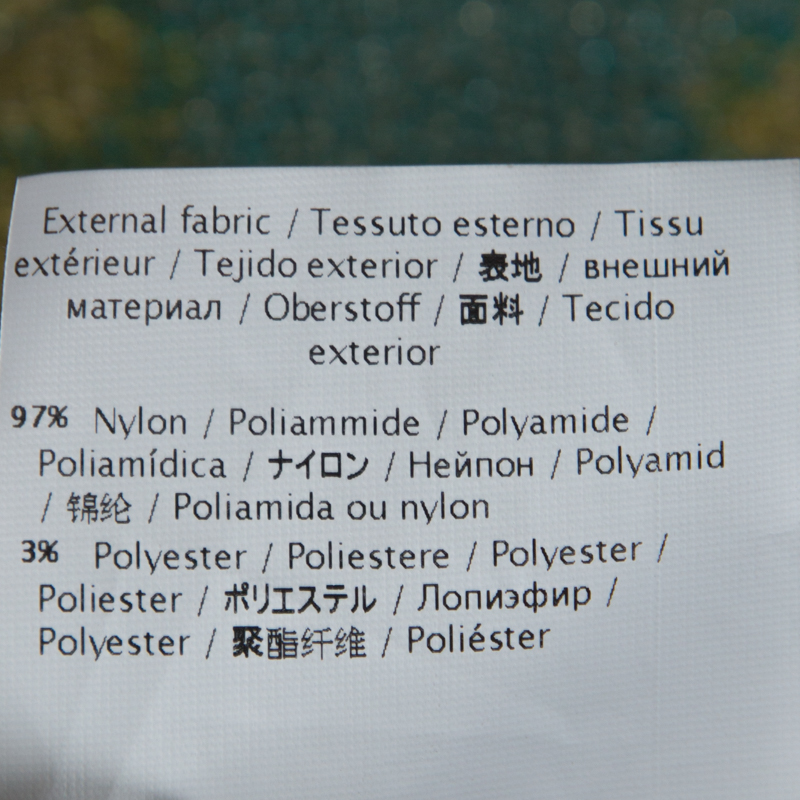 External fabric / Tessuto esterno / Tissu
extérieur / Tejido exterior / 表地 / внешний
материал / Oberstoff / 面料 / Tecido
exterior
97% Nylon / Poliammide / Polyamide /
Poliamídica / ナイロン / Нейпон / Polyamid
/ 锦纶 / Poliamida ou nylon
3% Polyester / Poliestere / Polyester /
Poliester / ポリエステル / Лопиэфир /
Polyester / 聚酯纤维 / Poliéster